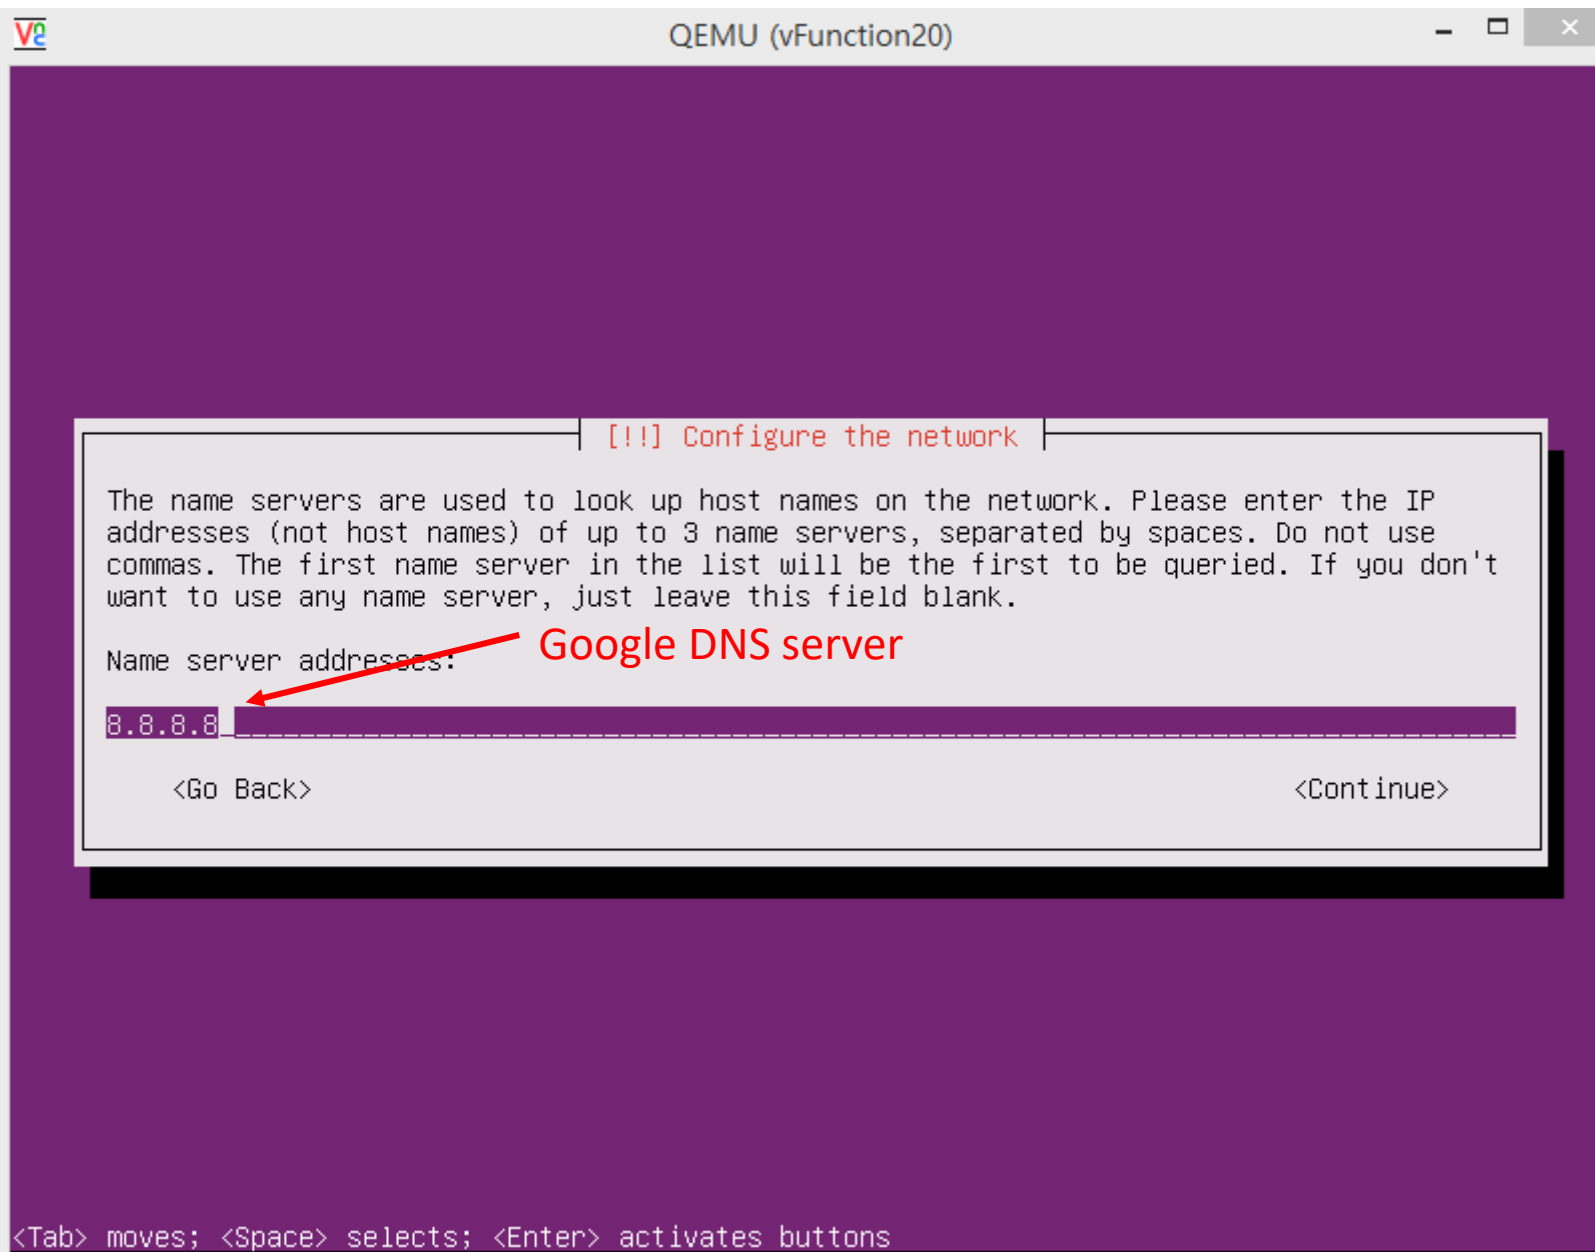 QEMU (vFunction20)
[!!] Configure the network
The name servers are used to look up host names on the network. Please enter the IP
addresses (not host names) of up to 3 name servers, separated by spaces. Do not use
commas. The first name server in the list will be the first to be queried. If you don't
want to use any name server, just leave this field blank.
Google DNS server
Name server addresses:
8.8.8.8
<Go Back> <Continue>
<Tab> moves; <Space> selects; <Enter> activates buttons